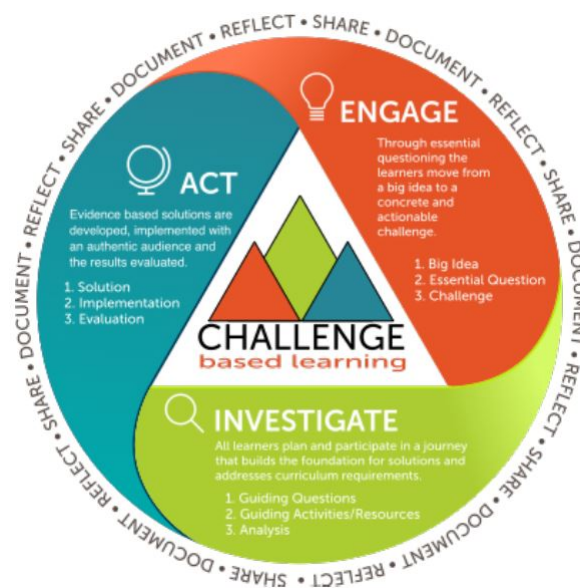 SHARE • DOCUMENT • REFLECT • SHARE • DOCUMENT • REFLECT • SHARE • DOCUMENT • REFLECT • SHARE • DOCUMENT • REFLECT • SHARE • DOCUMENT • REFLECT • SHARE • DOCUMENT • REFLECT •
ENGAGE
Through essential
questioning the
learners move from
a big idea to a
concrete and
actionable
challenge.
1. Big Idea
2. Essential Question
3. Challenge
ACT
Evidence based solutions are
developed, implemented with
an authentic audience and
the results evaluated.
1. Solution
2. Implementation
3. Evaluation
CHALLENGE
based learning
INVESTIGATE
All learners plan and participate in a journey
that builds the foundation for solutions and
addresses curriculum requirements.
1. Guiding Questions
2. Guiding Activities/Resources
3. Analysis